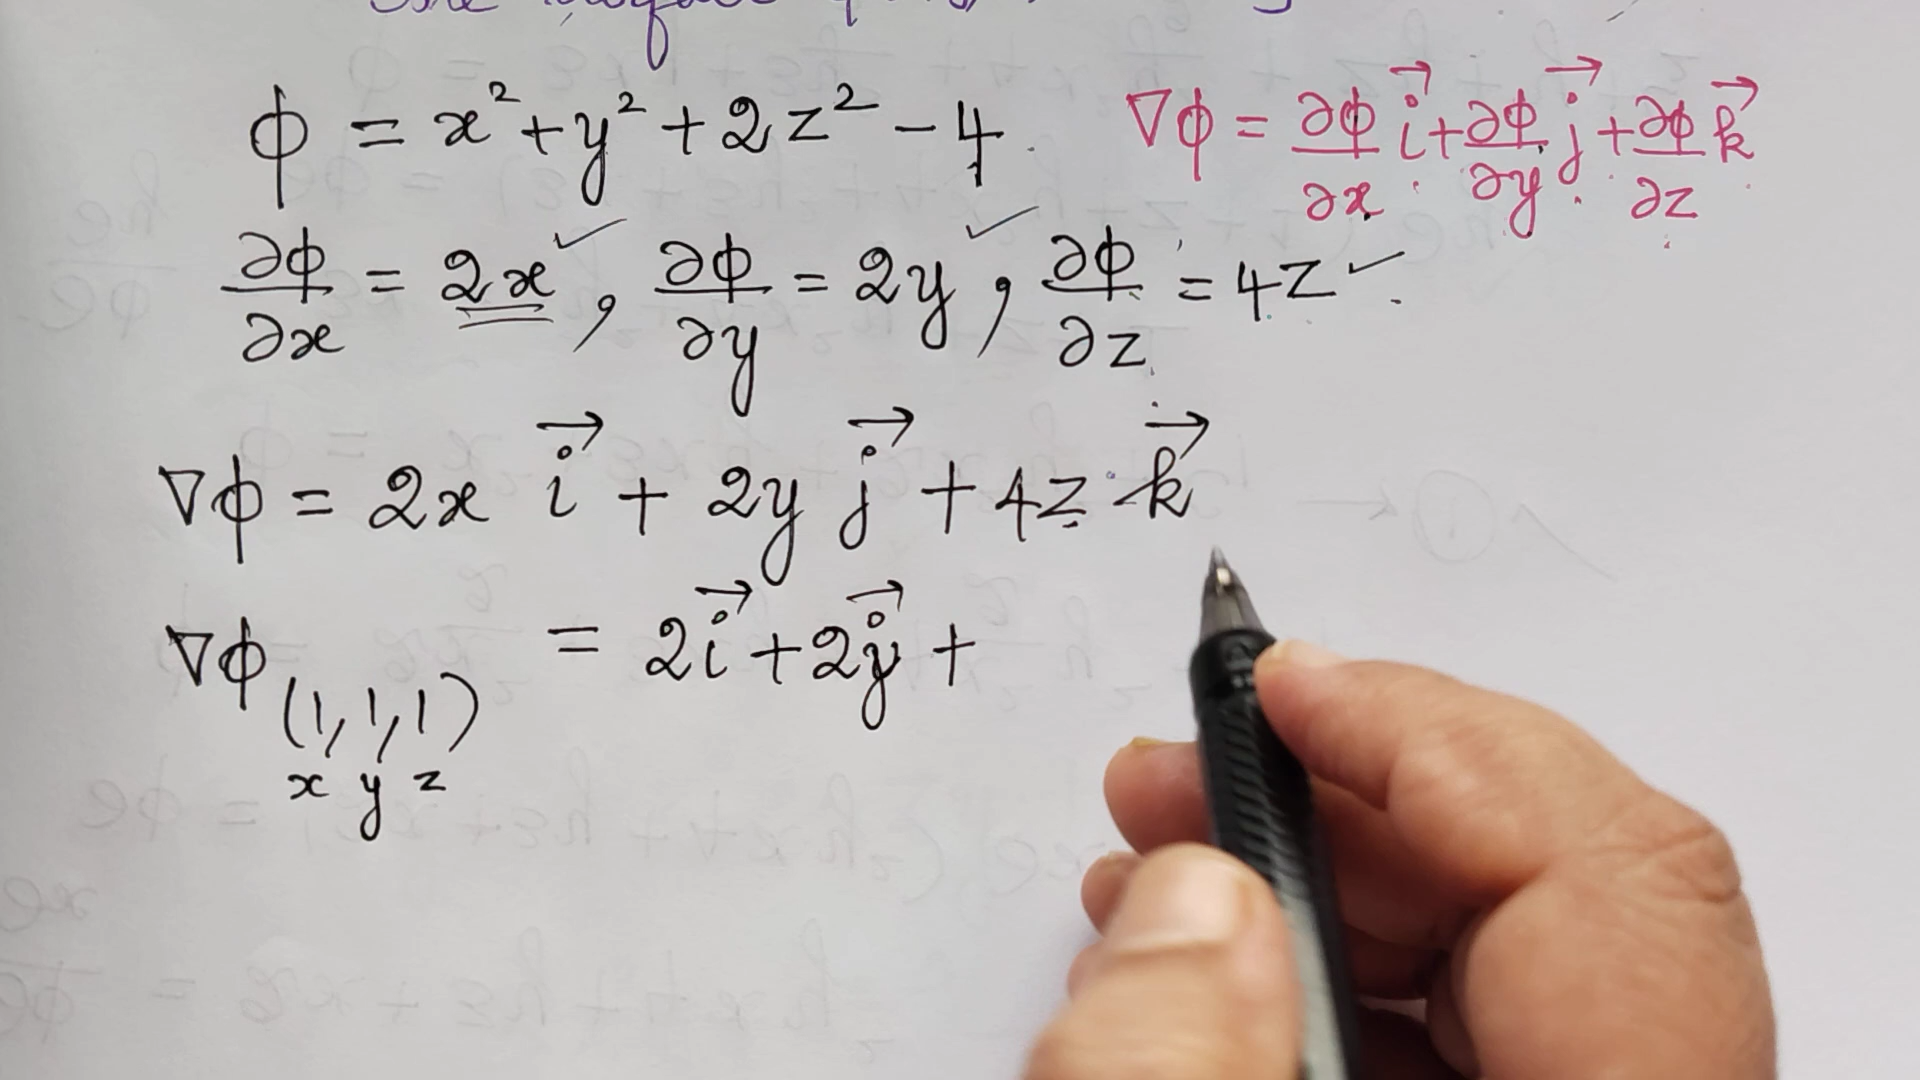 ϕ = x² + y² + 2z² - 4
∇ϕ = ∂ϕ/∂x i⃗ + ∂ϕ/∂y j⃗ + ∂ϕ/∂z k⃗
∂ϕ/∂x = 2x, ∂ϕ/∂y = 2y, ∂ϕ/∂z = 4z
∇ϕ = 2x i⃗ + 2y j⃗ + 4z k⃗
∇ϕ (1, 1, 1) = 2i⃗ + 2j⃗ +
x y z